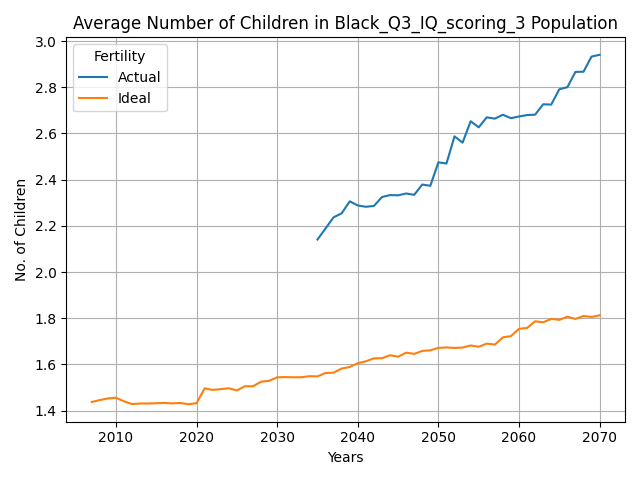 Average Number of Children in Black_Q3_IQ_scoring_3 Population
Fertility
Actual
Ideal
No. of Children
3.0
2.8
2.6
2.4
2.2
2.0
1.8
1.6
1.4
2010 2020 2030 2040 2050 2060 2070
Years